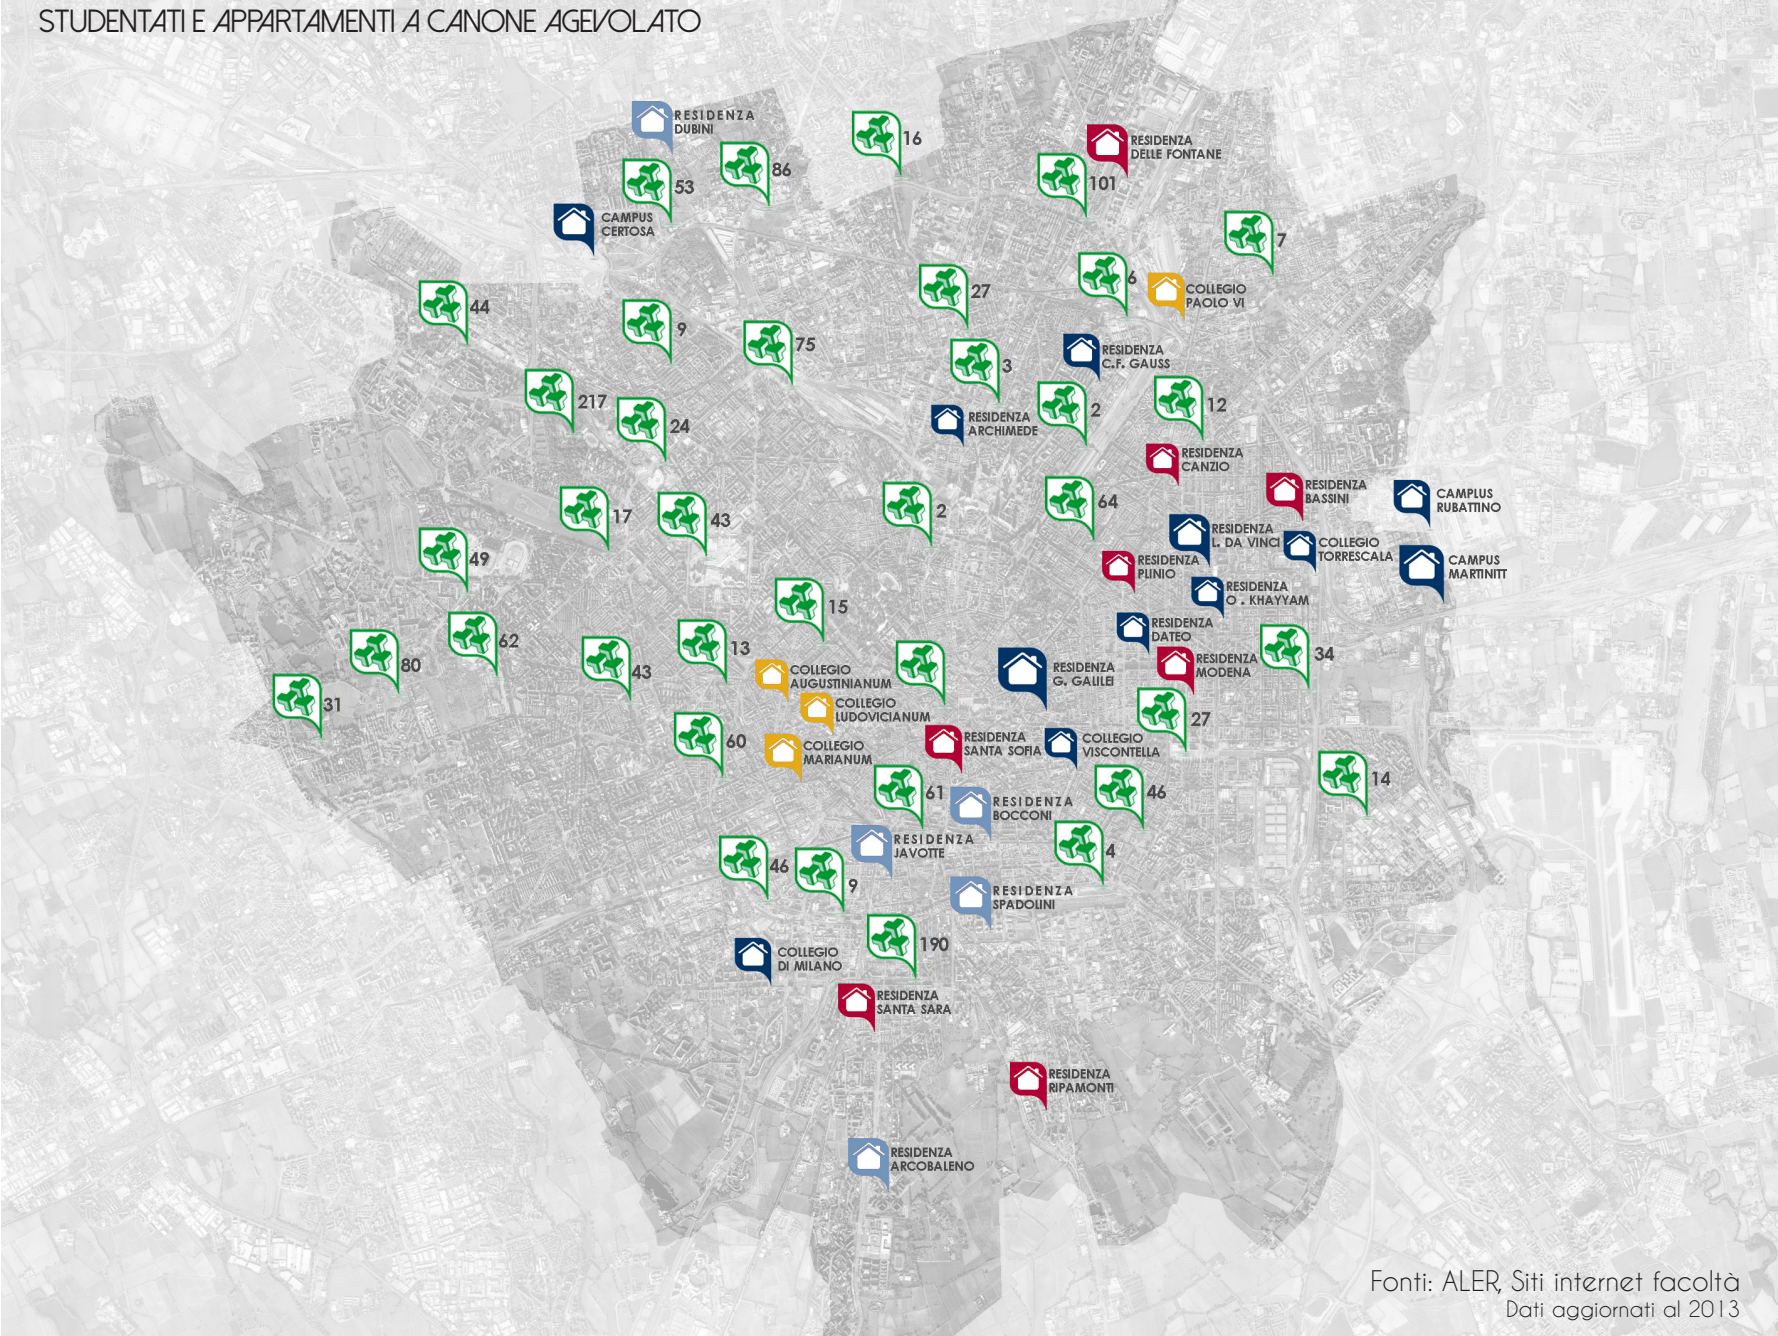 STUDENTATI E APPARTAMENTI A CANONE AGEVOLATO
RESIDENZA
DUBINI
16
RESIDENZA
DELLE FONTANE
86
53
101
CAMPUS
CERTOSA
7
6
27
COLLEGIO
PAOLO VI
44
9
75
RESIDENZA
C.F. GAUSS
3
217
24
2
12
RESIDENZA
ARCHIMEDE
RESIDENZA
CANZIO
RESIDENZA
BASSINI
CAMPLUS
RUBATTINO
17
43
2
64
RESIDENZA
L. DA VINCI
COLLEGIO
TORRESCALA
49
RESIDENZA
PLINIO
CAMPUS
MARTINITT
RESIDENZA
O . KHAYYAM
15
RESIDENZA
DATEO
62
13
34
80
43
COLLEGIO
AUGUSTINIANUM
RESIDENZA
G. GALILEI
RESIDENZA
MODENA
31
COLLEGIO
LUDOVICIANUM
27
60
COLLEGIO
MARIANUM
RESIDENZA
SANTA SOFIA
COLLEGIO
VISCONTELLA
14
61
46
RESIDENZA
BOCCONI
RESIDENZA
JAVOTTE
4
46
9
RESIDENZA
SPADOLINI
190
COLLEGIO
DI MILANO
RESIDENZA
SANTA SARA
RESIDENZA
RIPAMONTI
RESIDENZA
ARCOBALENO
Fonti: ALER, Siti internet facoltà
Dati aggiornati al 2013